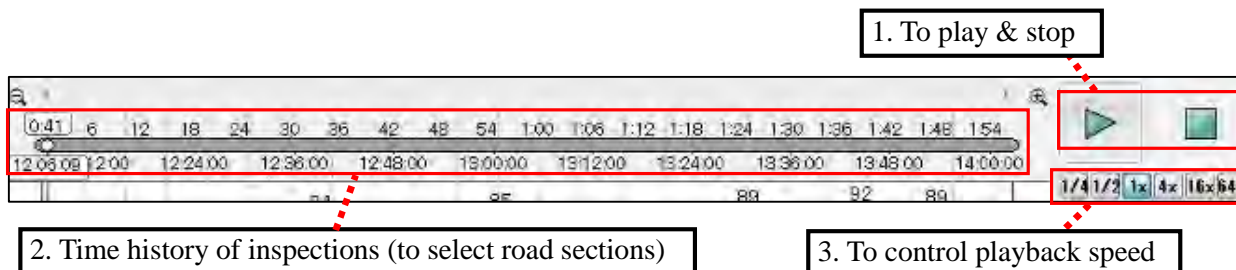 1. To play & stop
0:41 6 12 18 24 30 36 42 48 54 1:00 1:06 1:12 1:18 1:24 1:30 1:36 1:42 1:48 1:54
12:06:09 12:00 12:24:00 12:36:00 12:48:00 13:00:00 13:12:00 13:24:00 13:36:00 13:48:00 14:00:00
89 92 89
1/4 1/2 1x 4x 16x 64
2. Time history of inspections (to select road sections)
3. To control playback speed